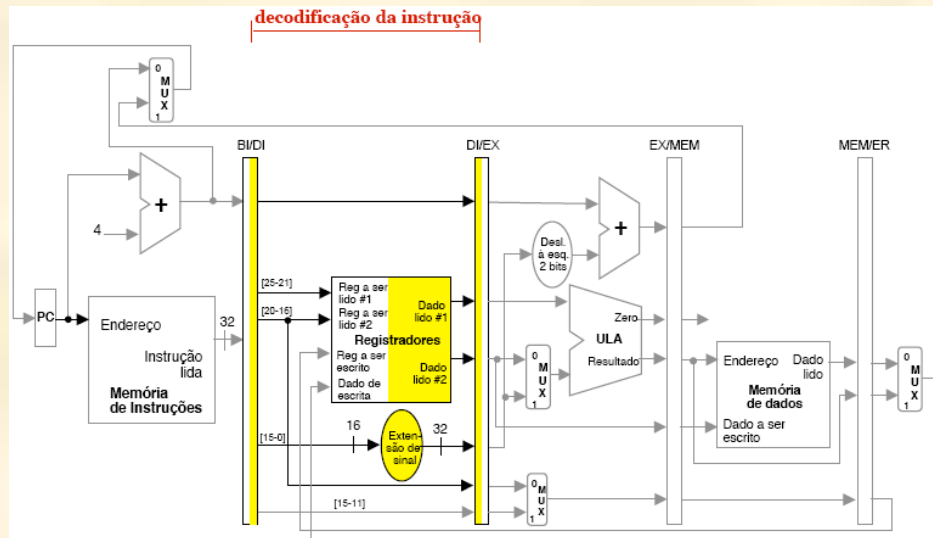 decodificação da instrução
0
M
U
X
1
BI/DI
DI/EX
EX/MEM
MEM/ER
+
4
+
Desl.
à esq.
2 bits
[25-21]
[20-16]
PC
Endereço
32
Instrução
lida
Memória
de Instruções
Reg a ser
lido #1
Reg a ser
lido #2
Dado
lido #1
Registradores
Reg a ser
escrito
Dado
lido #2
Dado de
escrita
0
M
U
X
1
Zero
ULA
Resultado
Endereço
Dado
lido
Memória
de dados
Dado a ser
escrito
0
M
U
X
1
[15-0]
16
Exten-
são de
sinal
32
[15-11]
0
M
U
X
1